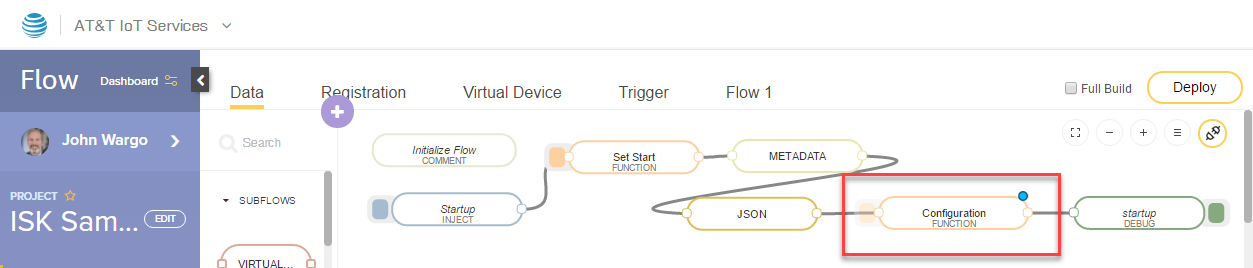 AT&T IoT Services
Flow
Dashboard
Data
Registration
Virtual Device
Trigger
Flow 1
Full Build
Deploy
John Wargo
Search
Initialize Flow
COMMENT
Set Start
FUNCTION
METADATA
PROJECT
ISK Sam...
EDIT
SUBFLOWS
Startup
INJECT
JSON
Configuration
FUNCTION
startup
DEBUG
VIRTUAL...